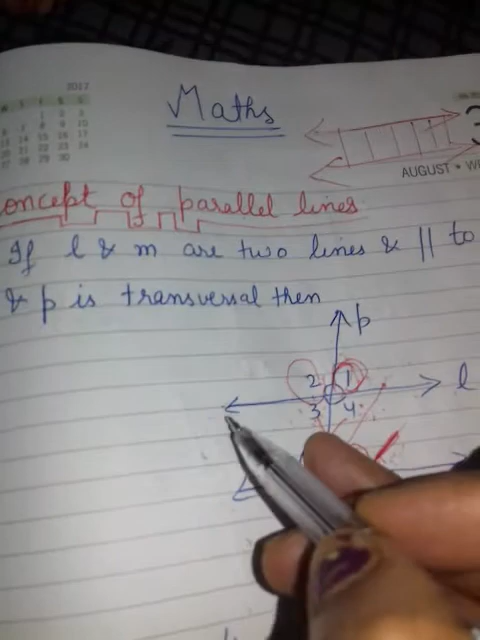 2017
Maths
AUGUST • WE
oncept of parallel lines
If l & m are two lines & || to
& p is transversal then
p
2 1 l
3 4